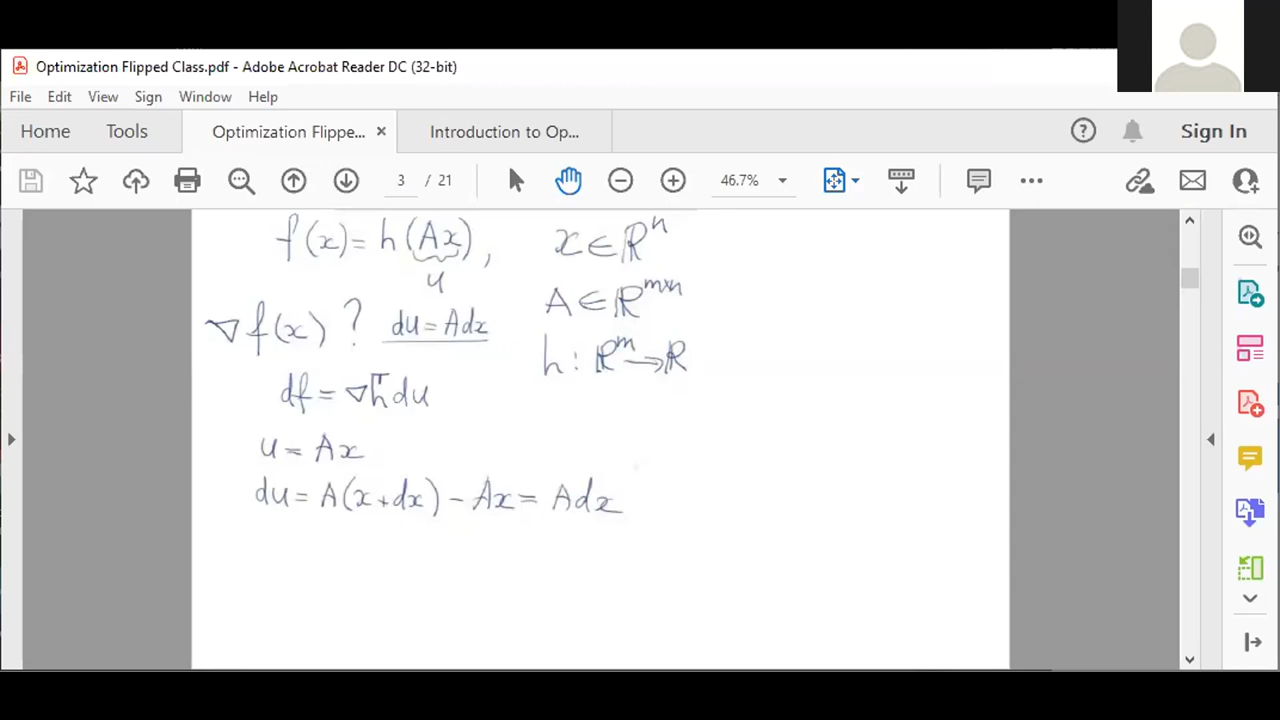 Optimization Flipped Class.pdf - Adobe Acrobat Reader DC (32-bit)
File Edit View Sign Window Help
Home Tools Optimization Flippe... × Introduction to Op... Sign In
3 / 21 46.7%
f(x) = h(Ax), x ∈ ℝⁿ
u
A ∈ ℝᵐˣⁿ
∇f(x) ? du = Adx
h : ℝᵐ → ℝ
df = ∇hᵀdu
u = Ax
du = A(x+dx) - Ax = Adx